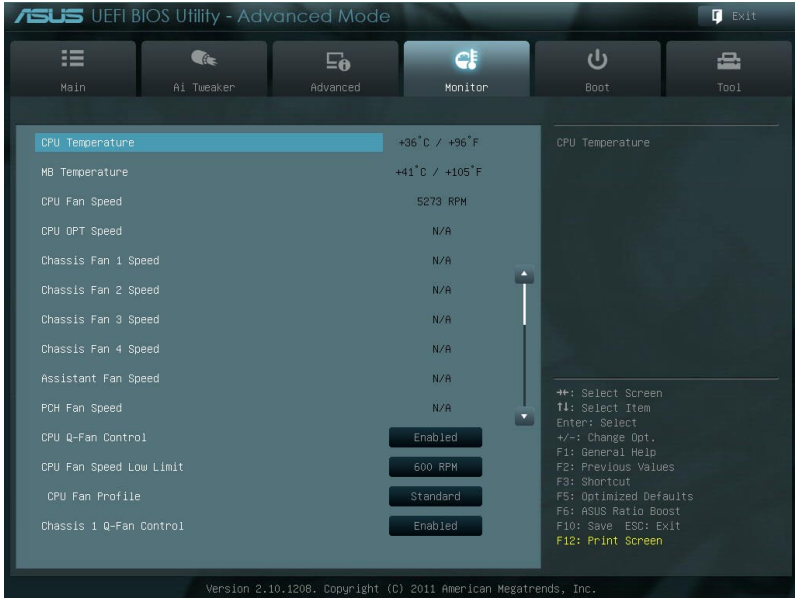 ASUS UEFI BIOS Utility - Advanced Mode
Exit
Main
Ai Tweaker
Advanced
Monitor
Boot
Tool
CPU Temperature +36°C / +96°F
MB Temperature +41°C / +105°F
CPU Fan Speed 5273 RPM
CPU OPT Speed N/A
Chassis Fan 1 Speed N/A
Chassis Fan 2 Speed N/A
Chassis Fan 3 Speed N/A
Chassis Fan 4 Speed N/A
Assistant Fan Speed N/A
PCH Fan Speed N/A
CPU Q-Fan Control Enabled
CPU Fan Speed Low Limit 600 RPM
CPU Fan Profile Standard
Chassis 1 Q-Fan Control Enabled
CPU Temperature
→←: Select Screen
↑↓: Select Item
Enter: Select
+/-: Change Opt.
F1: General Help
F2: Previous Values
F3: Shortcut
F5: Optimized Defaults
F6: ASUS Ratio Boost
F10: Save ESC: Exit
F12: Print Screen
Version 2.10.1208. Copyright (C) 2011 American Megatrends, Inc.